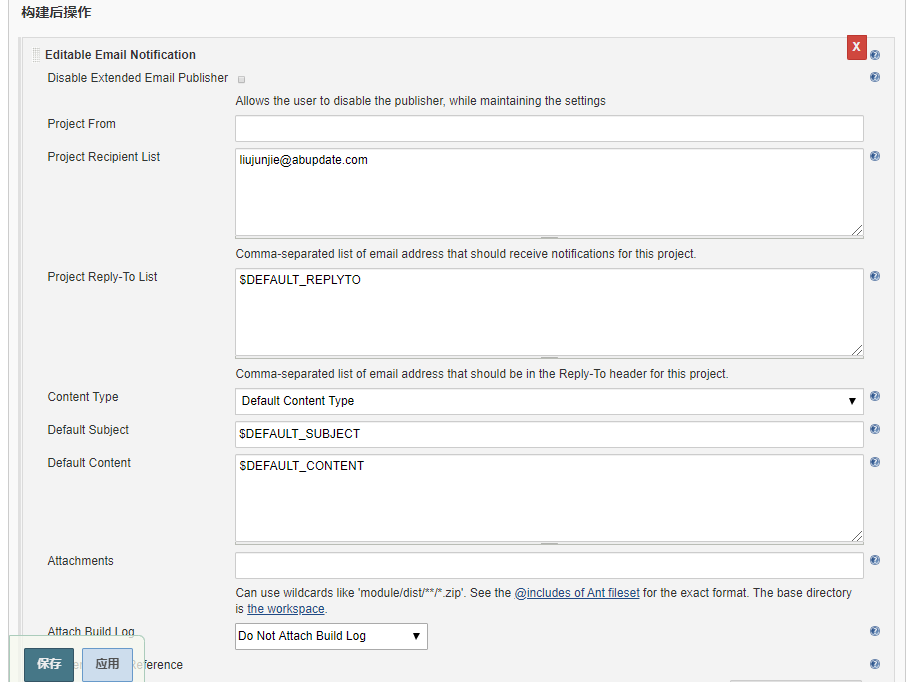 构建后操作
Editable Email Notification
X
Disable Extended Email Publisher
Allows the user to disable the publisher, while maintaining the settings
Project From
Project Recipient List
liujunjie@abupdate.com
Comma-separated list of email address that should receive notifications for this project.
Project Reply-To List
$DEFAULT_REPLYTO
Comma-separated list of email address that should be in the Reply-To header for this project.
Content Type
Default Content Type
Default Subject
$DEFAULT_SUBJECT
Default Content
$DEFAULT_CONTENT
Attachments
Can use wildcards like 'module/dist/**/*.zip'. See the @includes of Ant fileset for the exact format. The base directory
is the workspace.
Attach Build Log
Do Not Attach Build Log
保存 应用